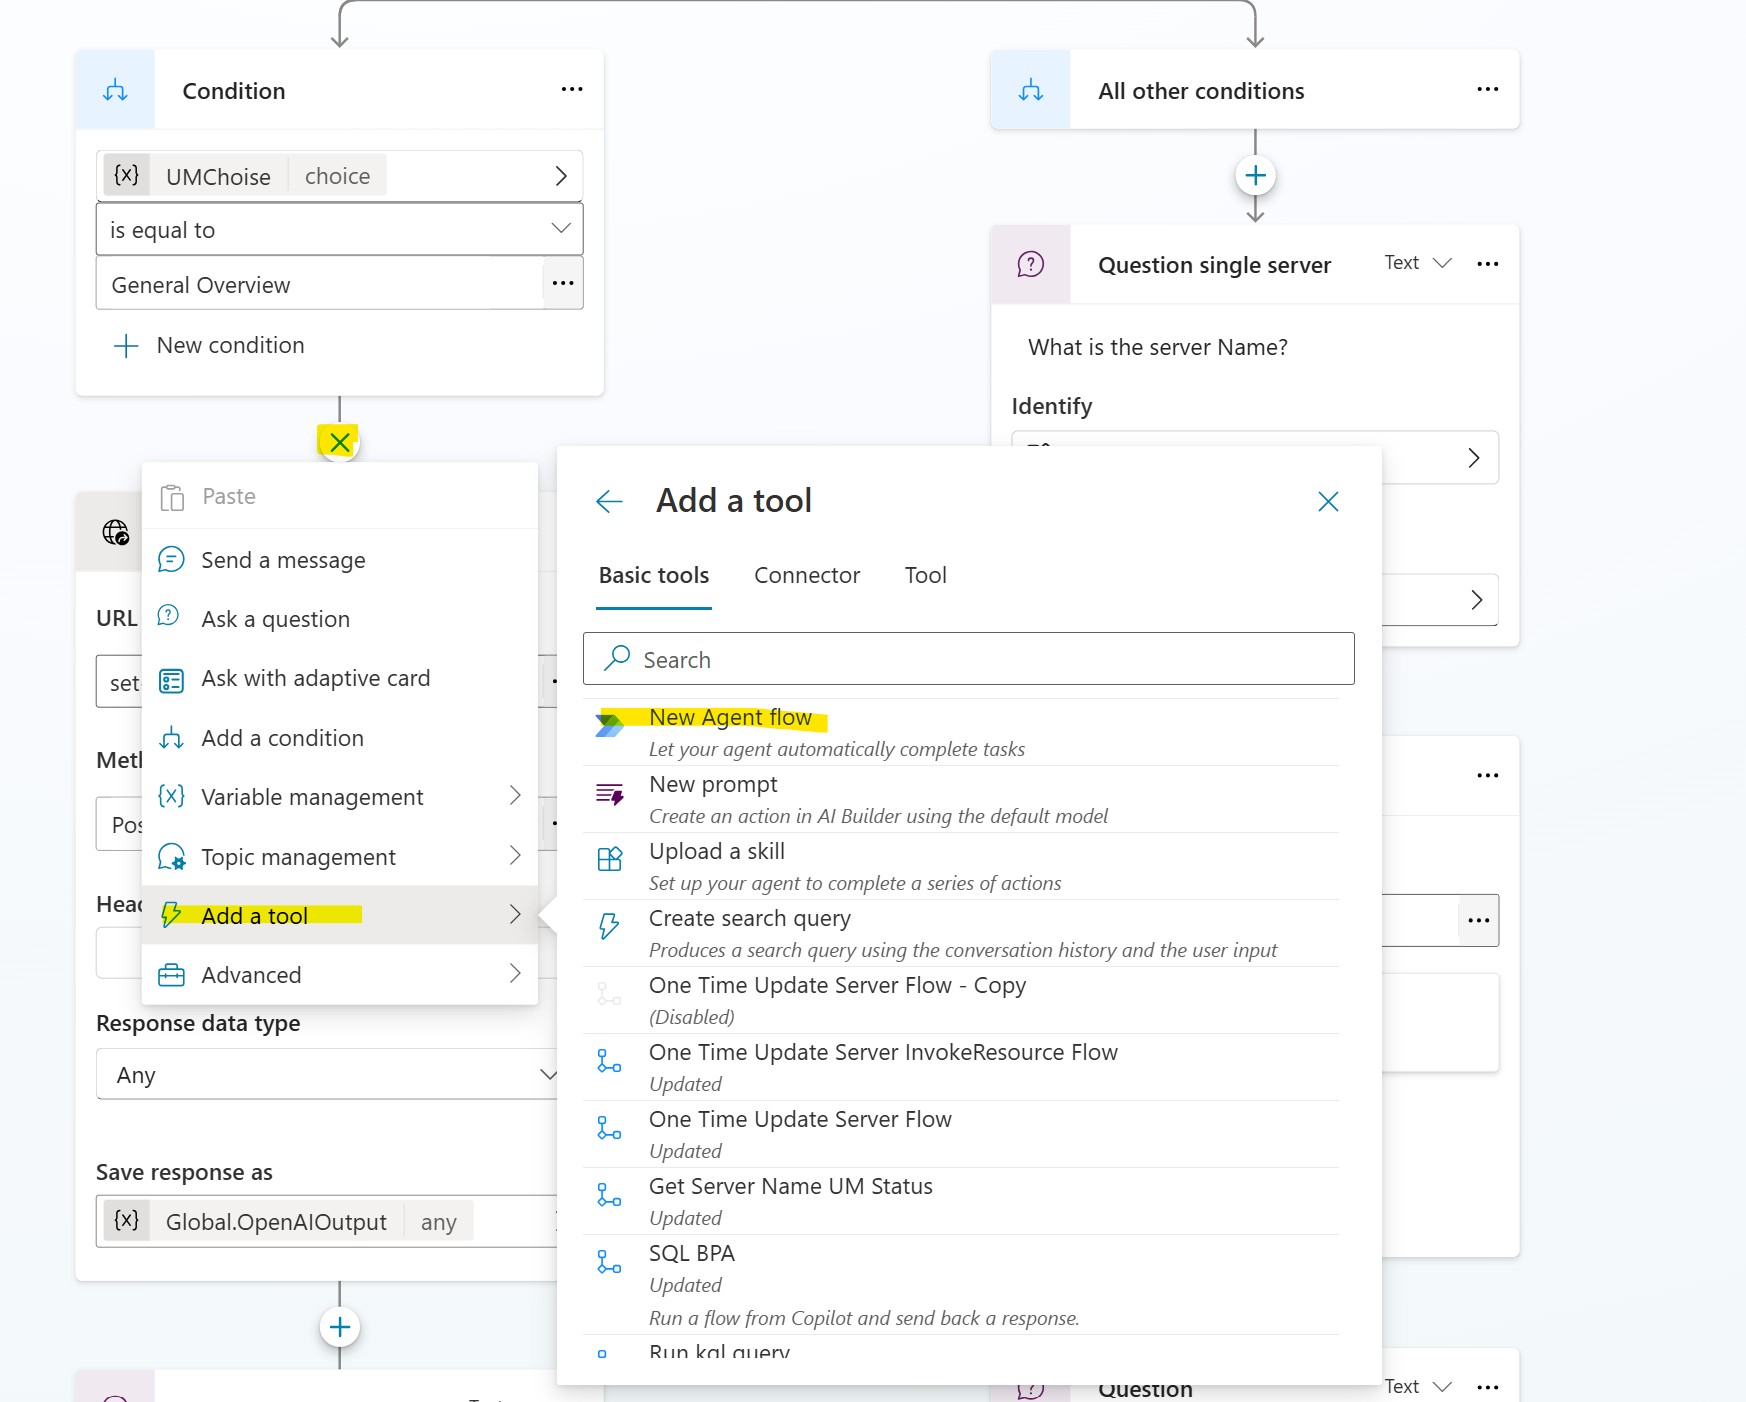 Condition
{x} UMChoise choice
is equal to
General Overview
New condition
All other conditions
Question single server Text
What is the server Name?
Identify
Paste
Send a message
Ask a question
Ask with adaptive card
Add a condition
{x} Variable management
Topic management
Add a tool
Advanced
URL
set
Met
Pos
Head
Response data type
Any
Save response as
{x} Global.OpenAIOutput any
Add a tool
Basic tools Connector Tool
Search
New Agent flow
Let your agent automatically complete tasks
New prompt
Create an action in AI Builder using the default model
Upload a skill
Set up your agent to complete a series of actions
Create search query
Produces a search query using the conversation history and the user input
One Time Update Server Flow - Copy
(Disabled)
One Time Update Server InvokeResource Flow
Updated
One Time Update Server Flow
Updated
Get Server Name UM Status
Updated
SQL BPA
Updated
Run a flow from Copilot and send back a response.
Run kql query
Question Text